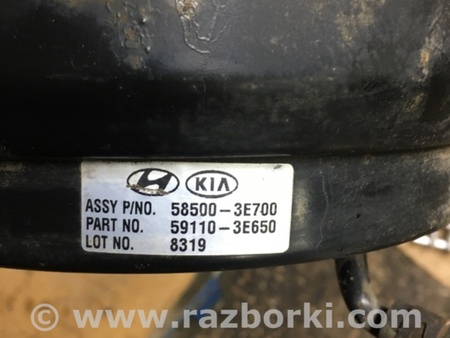 KIA
ASSY P/NO. 58500-3E700
PART NO. 59110-3E650
LOT NO. 8319
© www.razborki.com